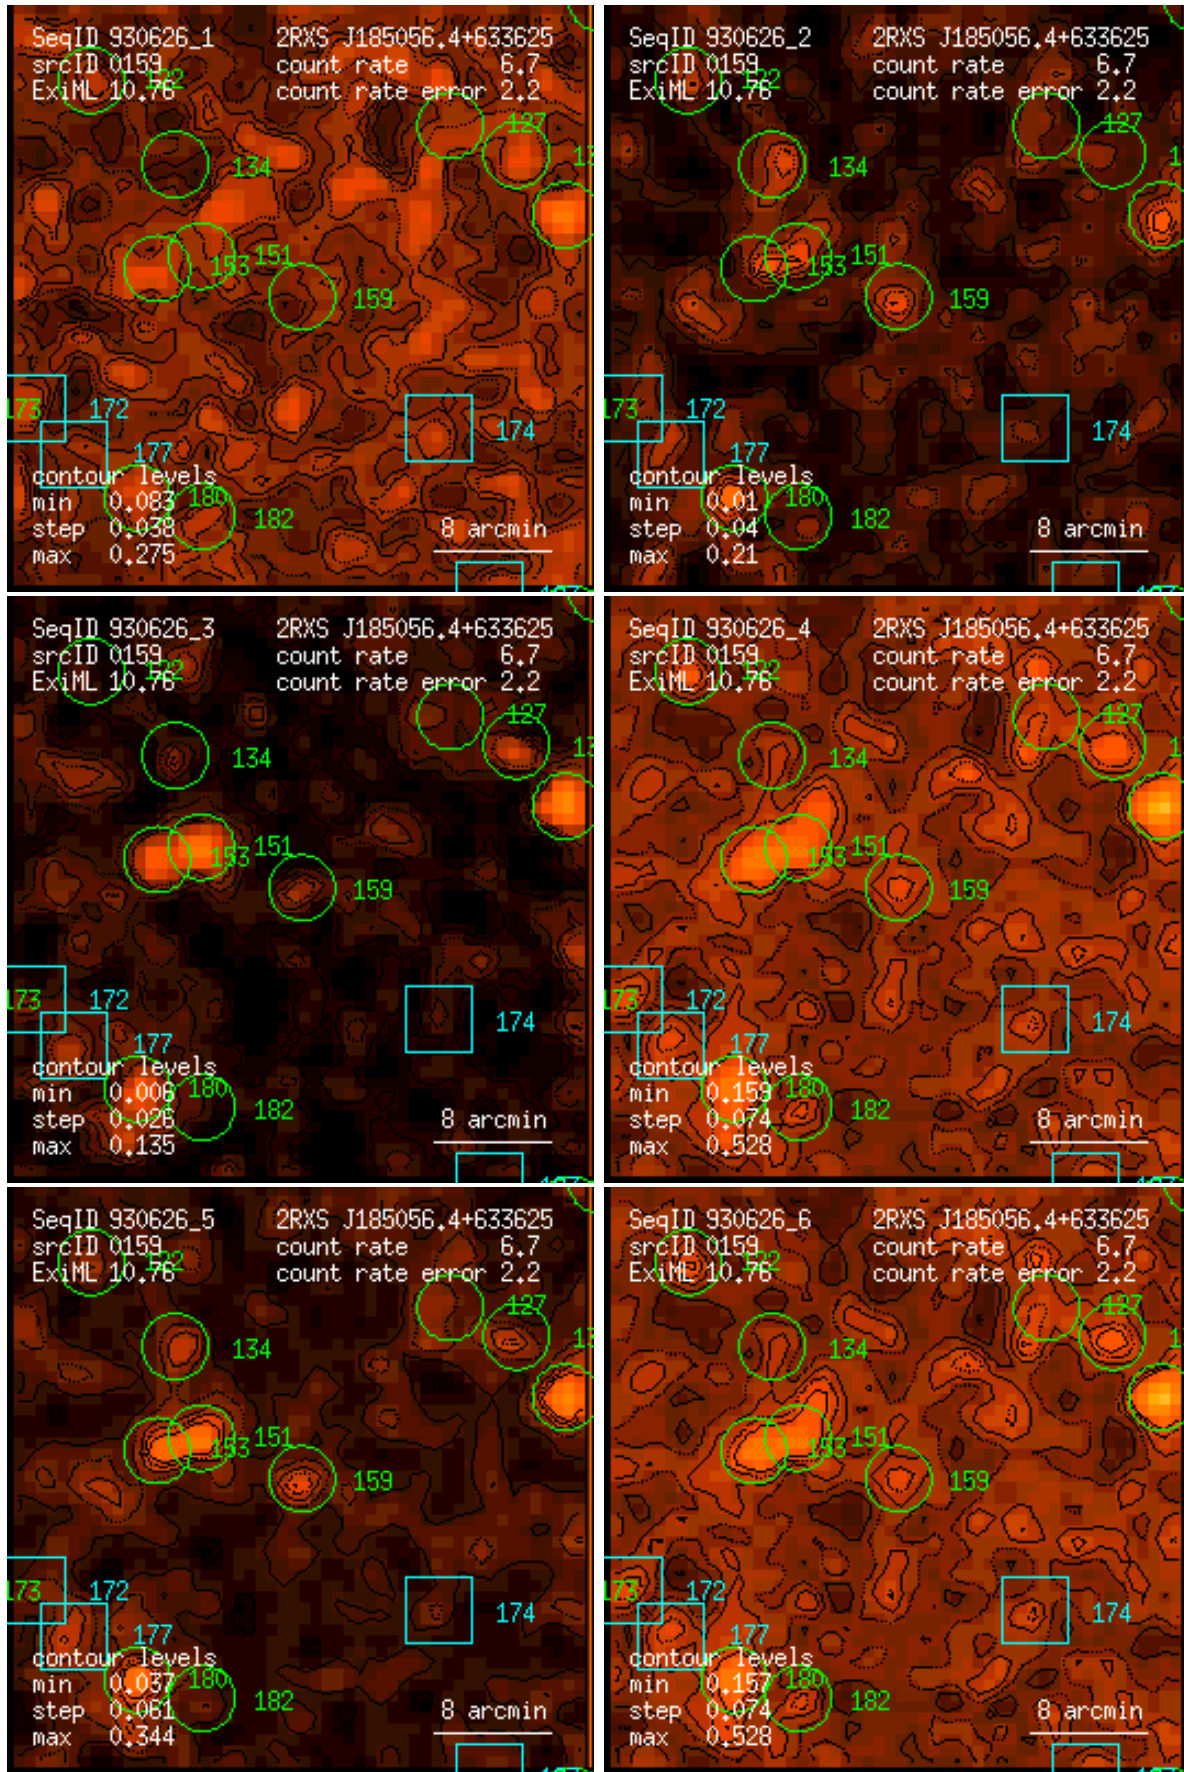 SeqID 930626_1 2RXS J185056.4+633625
srcID 0159 122 count rate 6.7
ExiML 10.76 count rate error 2.2
127
134
151
153
159
173 172
174
177
contour levels
min 0.083 180
step 0.038 182 8 arcmin
max 0.275
SeqID 930626_2 2RXS J185056.4+633625
srcID 0159 122 count rate 6.7
ExiML 10.76 count rate error 2.2
127
134
151
153
159
173 172
174
177
contour levels
min 0.01 180
step 0.04 182 8 arcmin
max 0.21
SeqID 930626_3 2RXS J185056.4+633625
srcID 0159 122 count rate 6.7
ExiML 10.76 count rate error 2.2
127
134
151
153
159
173 172
174
177
contour levels
min 0.006 180
step 0.026 182 8 arcmin
max 0.135
SeqID 930626_4 2RXS J185056.4+633625
srcID 0159 122 count rate 6.7
ExiML 10.76 count rate error 2.2
127
134
151
153
159
173 172
174
177
contour levels
min 0.159 180
step 0.074 182 8 arcmin
max 0.528
SeqID 930626_5 2RXS J185056.4+633625
srcID 0159 122 count rate 6.7
ExiML 10.76 count rate error 2.2
127
134
151
153
159
173 172
174
177
contour levels
min 0.037 180
step 0.061 182 8 arcmin
max 0.344
SeqID 930626_6 2RXS J185056.4+633625
srcID 0159 122 count rate 6.7
ExiML 10.76 count rate error 2.2
127
134
151
153
159
173 172
174
177
contour levels
min 0.157 180
step 0.074 182 8 arcmin
max 0.528